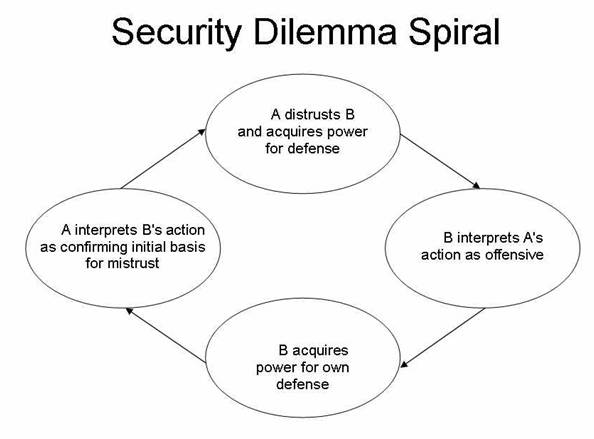 Security Dilemma Spiral
A distrusts B
and acquires power
for defense
A interprets B's action
as confirming initial basis
for mistrust
B interprets A's
action as offensive
B acquires
power for own
defense